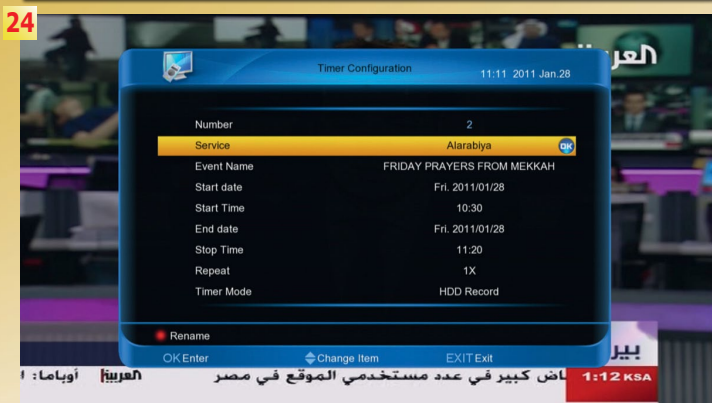 24
العربية
Timer Configuration
11:11 2011 Jan.28
Number 2
Service Alarabiya OK
Event Name FRIDAY PRAYERS FROM MEKKAH
Start date Fri. 2011/01/28
Start Time 10:30
End date Fri. 2011/01/28
Stop Time 11:20
Repeat 1X
Timer Mode HDD Record
Rename
OK Enter Change Item EXIT Exit
1:12 KSA
في عدد مستخدمي الموقع في مصر العربية أوباما: